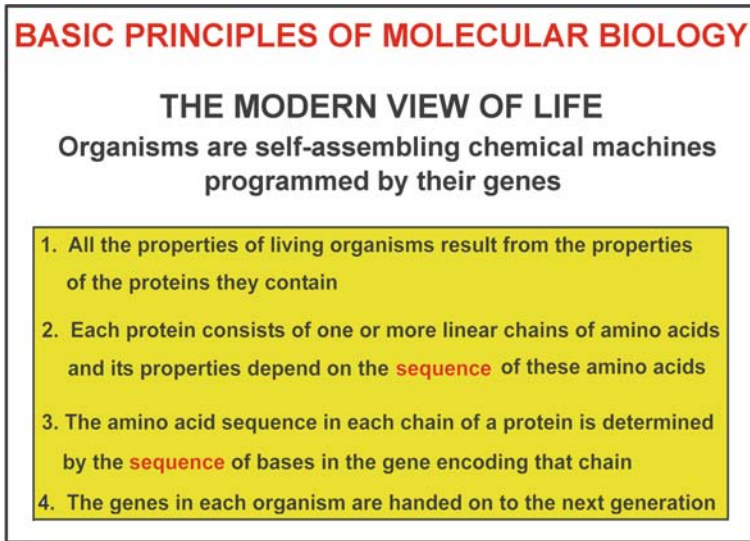 BASIC PRINCIPLES OF MOLECULAR BIOLOGY
THE MODERN VIEW OF LIFE
Organisms are self-assembling chemical machines
programmed by their genes
1. All the properties of living organisms result from the properties
of the proteins they contain
2. Each protein consists of one or more linear chains of amino acids
and its properties depend on the sequence of these amino acids
3. The amino acid sequence in each chain of a protein is determined
by the sequence of bases in the gene encoding that chain
4. The genes in each organism are handed on to the next generation